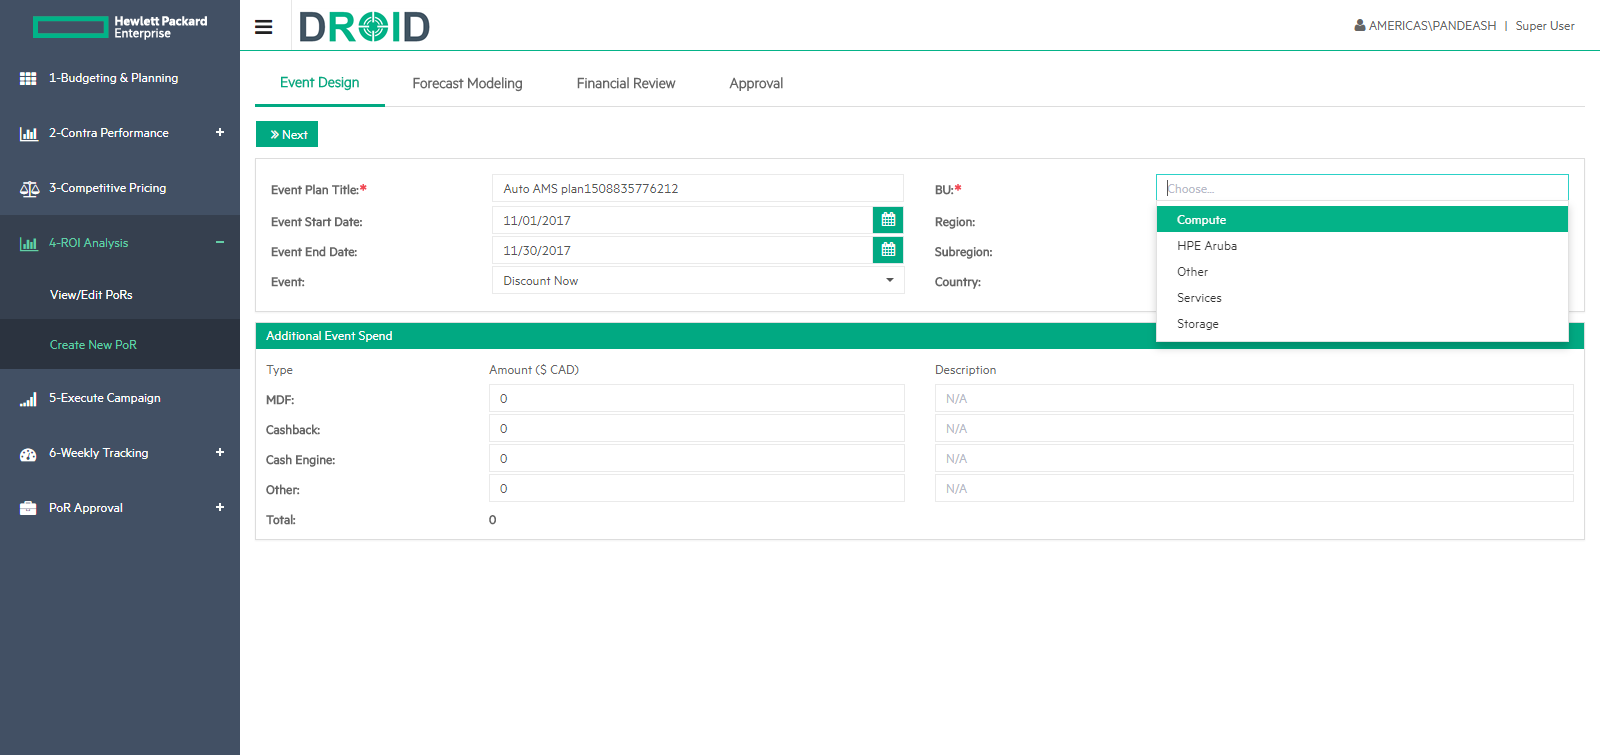 Hewlett Packard
Enterprise
DROID
AMERICAS\PANDEASH | Super User
1-Budgeting & Planning
2-Contra Performance +
3-Competitive Pricing
4-ROI Analysis −
View/Edit PoRs
Create New PoR
5-Execute Campaign
6-Weekly Tracking +
PoR Approval +
Event Design Forecast Modeling Financial Review Approval
» Next
Event Plan Title:* Auto AMS plan1508835776212
Event Start Date: 11/01/2017
Event End Date: 11/30/2017
Event: Discount Now
BU:* Choose...
Region:
Subregion:
Country:
Compute
HPE Aruba
Other
Services
Storage
Additional Event Spend
Type Amount ($ CAD) Description
MDF: 0 N/A
Cashback: 0 N/A
Cash Engine: 0 N/A
Other: 0 N/A
Total: 0